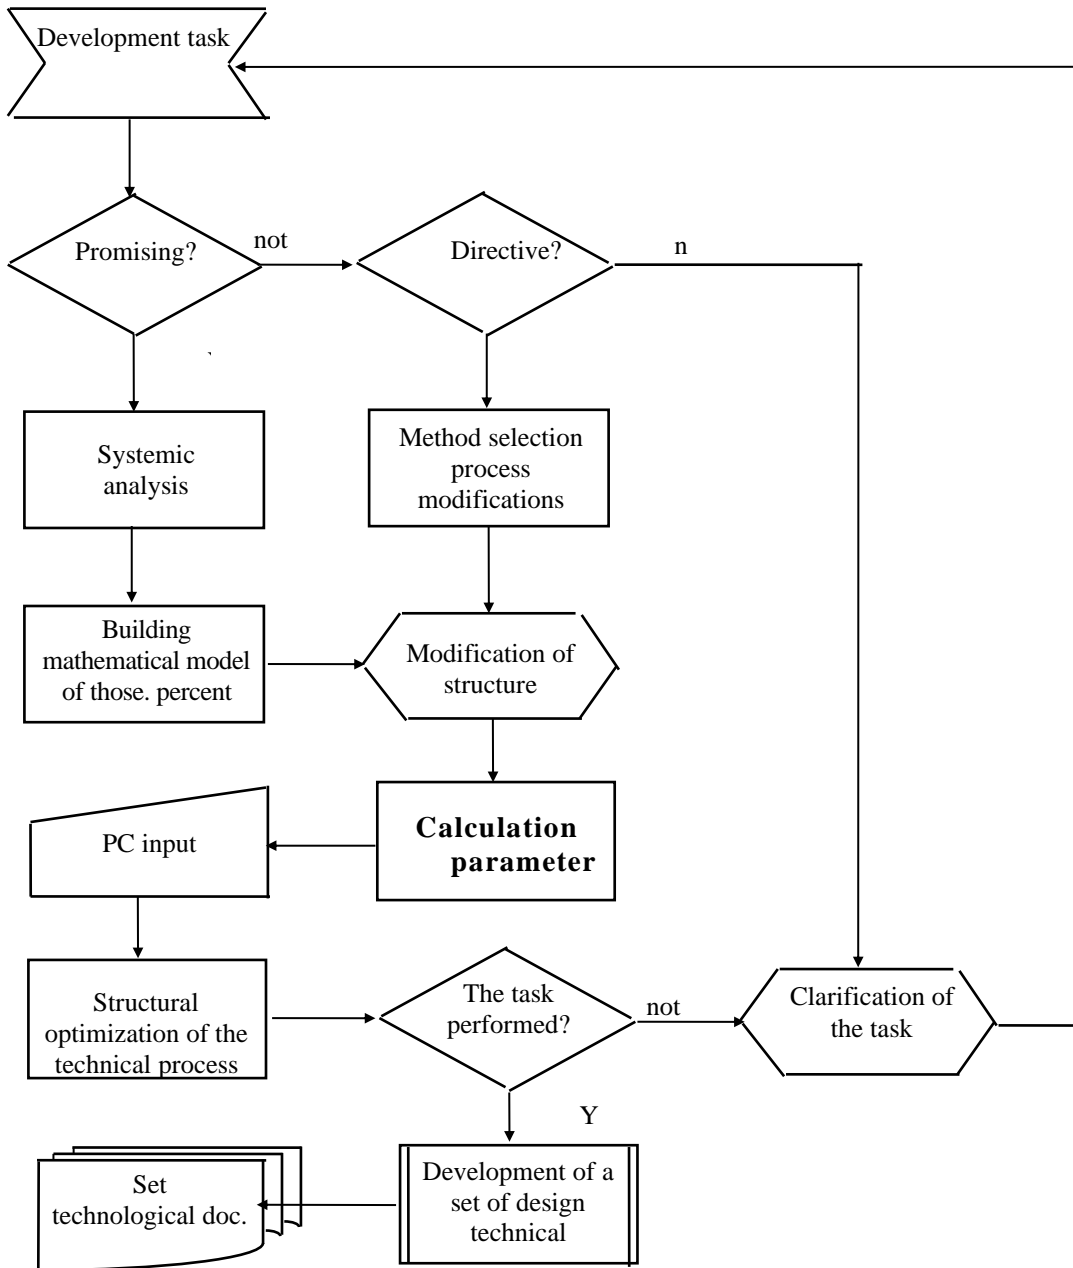 Development task
Promising?
not
Directive?
n
Systemic
analysis
Method selection
process
modifications
Building
mathematical model
of those. percent
Modification of
structure
PC input
Calculation
parameter
Structural
optimization of the
technical process
The task
performed?
not
Clarification of
the task
Y
Set
technological doc.
Development of a
set of design
technical